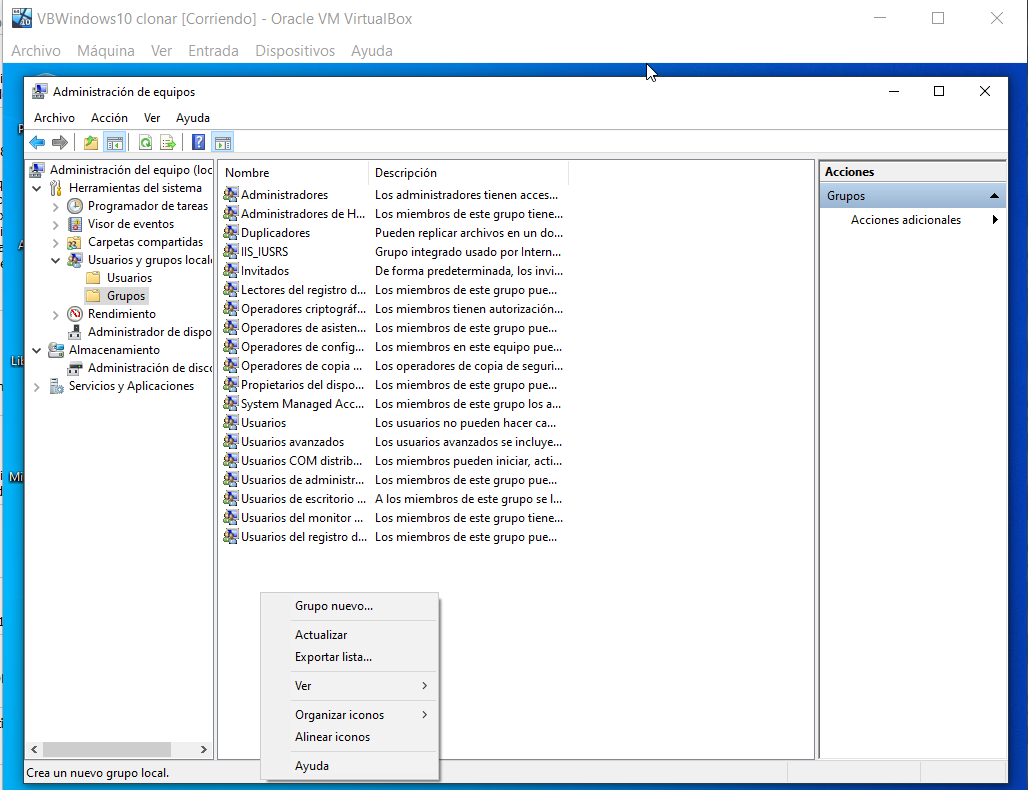 VBWindows10 clonar [Corriendo] - Oracle VM VirtualBox
Archivo Máquina Ver Entrada Dispositivos Ayuda
Administración de equipos
Archivo Acción Ver Ayuda
Administración del equipo (loc
Herramientas del sistema
Programador de tareas
Visor de eventos
Carpetas compartidas
Usuarios y grupos local
Usuarios
Grupos
Rendimiento
Administrador de dispo
Almacenamiento
Administración de disc
Servicios y Aplicaciones
Nombre Descripción
Administradores Los administradores tienen acces...
Administradores de H... Los miembros de este grupo tiene...
Duplicadores Pueden replicar archivos en un do...
IIS_IUSRS Grupo integrado usado por Intern...
Invitados De forma predeterminada, los invi...
Lectores del registro d... Los miembros de este grupo pue...
Operadores criptográf... Los miembros tienen autorización...
Operadores de asisten... Los miembros de este grupo pue...
Operadores de config... Los miembros en este equipo pue...
Operadores de copia ... Los operadores de copia de seguri...
Propietarios del dispo... Los miembros de este grupo pue...
System Managed Acc... Los miembros de este grupo los a...
Usuarios Los usuarios no pueden hacer ca...
Usuarios avanzados Los usuarios avanzados se incluye...
Usuarios COM distrib... Los miembros pueden iniciar, acti...
Usuarios de administr... Los miembros de este grupo pue...
Usuarios de escritorio ... A los miembros de este grupo se l...
Usuarios del monitor ... Los miembros de este grupo tiene...
Usuarios del registro d... Los miembros de este grupo pue...
Grupo nuevo...
Actualizar
Exportar lista...
Ver
Organizar iconos
Alinear iconos
Ayuda
Acciones
Grupos
Acciones adicionales
Crea un nuevo grupo local.